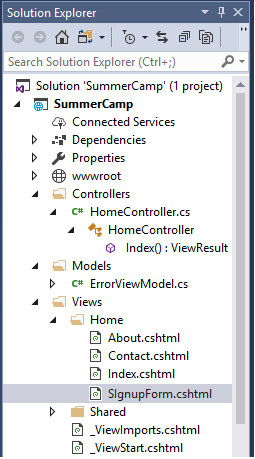 Solution Explorer
Search Solution Explorer (Ctrl+;)
Solution 'SummerCamp' (1 project)
SummerCamp
Connected Services
Dependencies
Properties
wwwroot
Controllers
C# HomeController.cs
HomeController
Index() : ViewResult
Models
C# ErrorViewModel.cs
Views
Home
About.cshtml
Contact.cshtml
Index.cshtml
SIgnupForm.cshtml
Shared
_ViewImports.cshtml
_ViewStart.cshtml